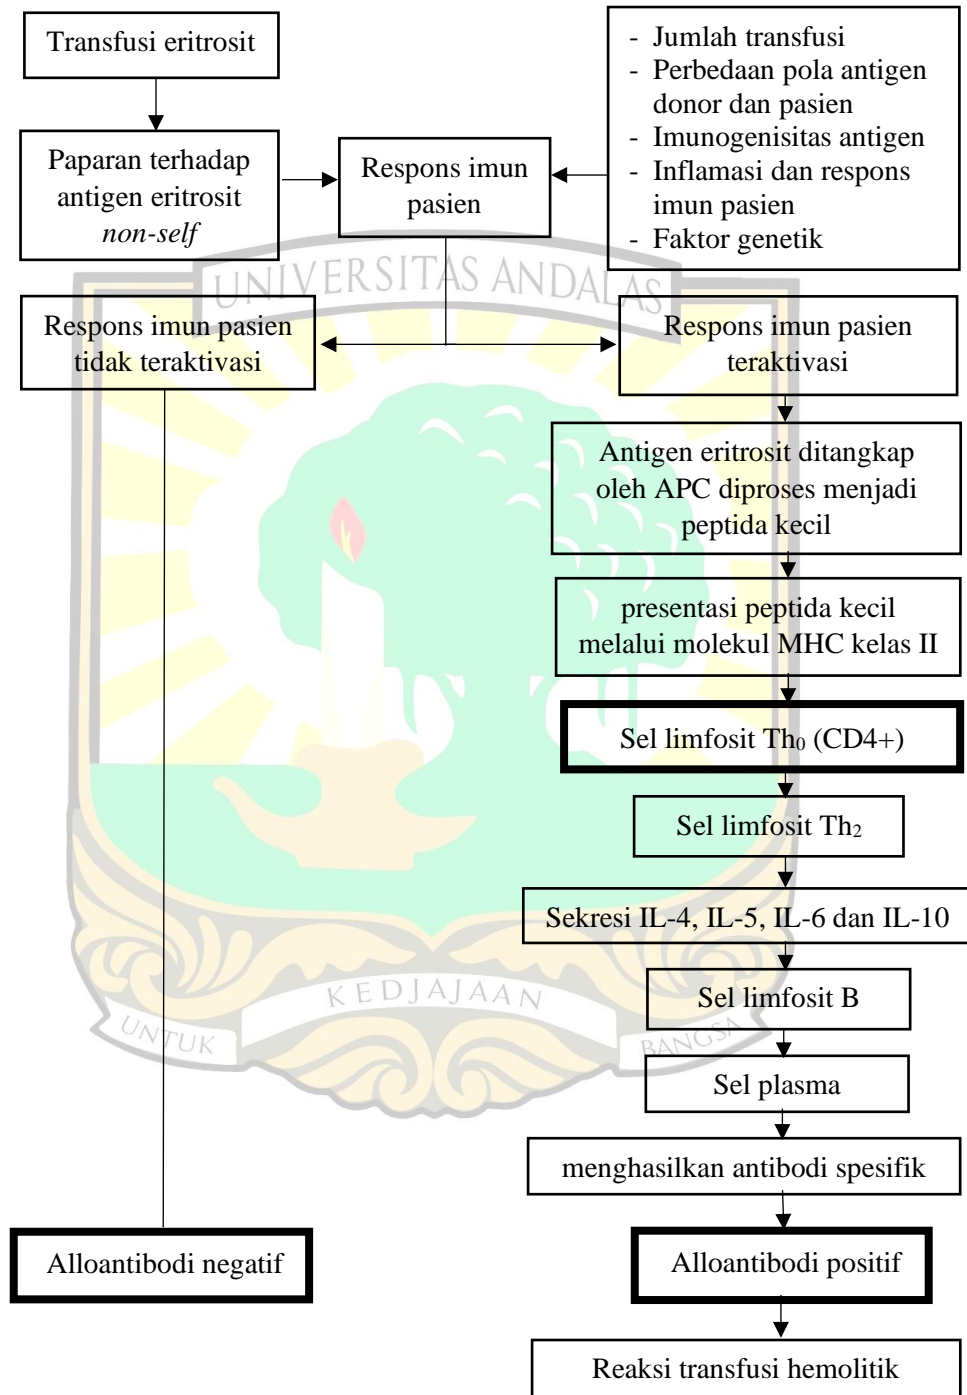 Transfusi eritrosit
- Jumlah transfusi
- Perbedaan pola antigen
donor dan pasien
- Imunogenisitas antigen
- Inflamasi dan respons
imun pasien
- Faktor genetik
Paparan terhadap
antigen eritrosit
non-self
Respons imun
pasien
UNIVERSITAS ANDALAS
Respons imun pasien
tidak teraktivasi
Respons imun pasien
teraktivasi
Antigen eritrosit ditangkap
oleh APC diproses menjadi
peptida kecil
presentasi peptida kecil
melalui molekul MHC kelas II
Sel limfosit Th₀ (CD4+)
Sel limfosit Th₂
Sekresi IL-4, IL-5, IL-6 dan IL-10
Sel limfosit B
UNTUK KEDJAJAAN BANGSA
Sel plasma
menghasilkan antibodi spesifik
Alloantibodi negatif
Alloantibodi positif
Reaksi transfusi hemolitik